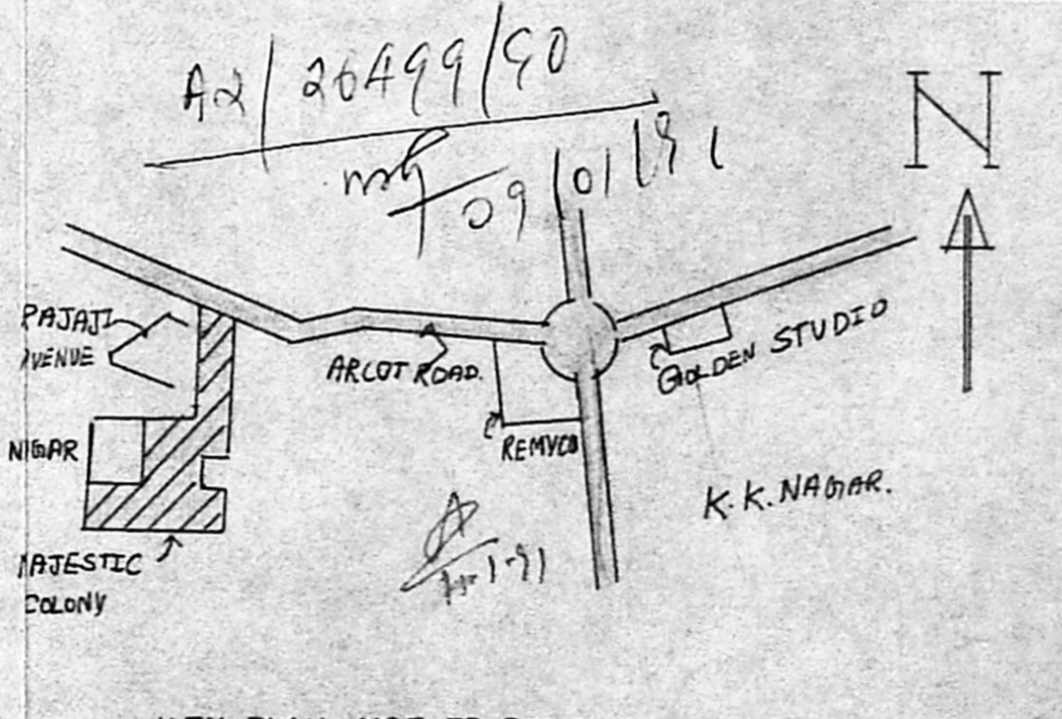 A2/26499/90
09/01/91
N
RAJAJI
AVENUE
ARCOT ROAD.
GOLDEN STUDIO
NAGAR
REMYCO
K.K.NAGAR.
MAJESTIC
COLONY